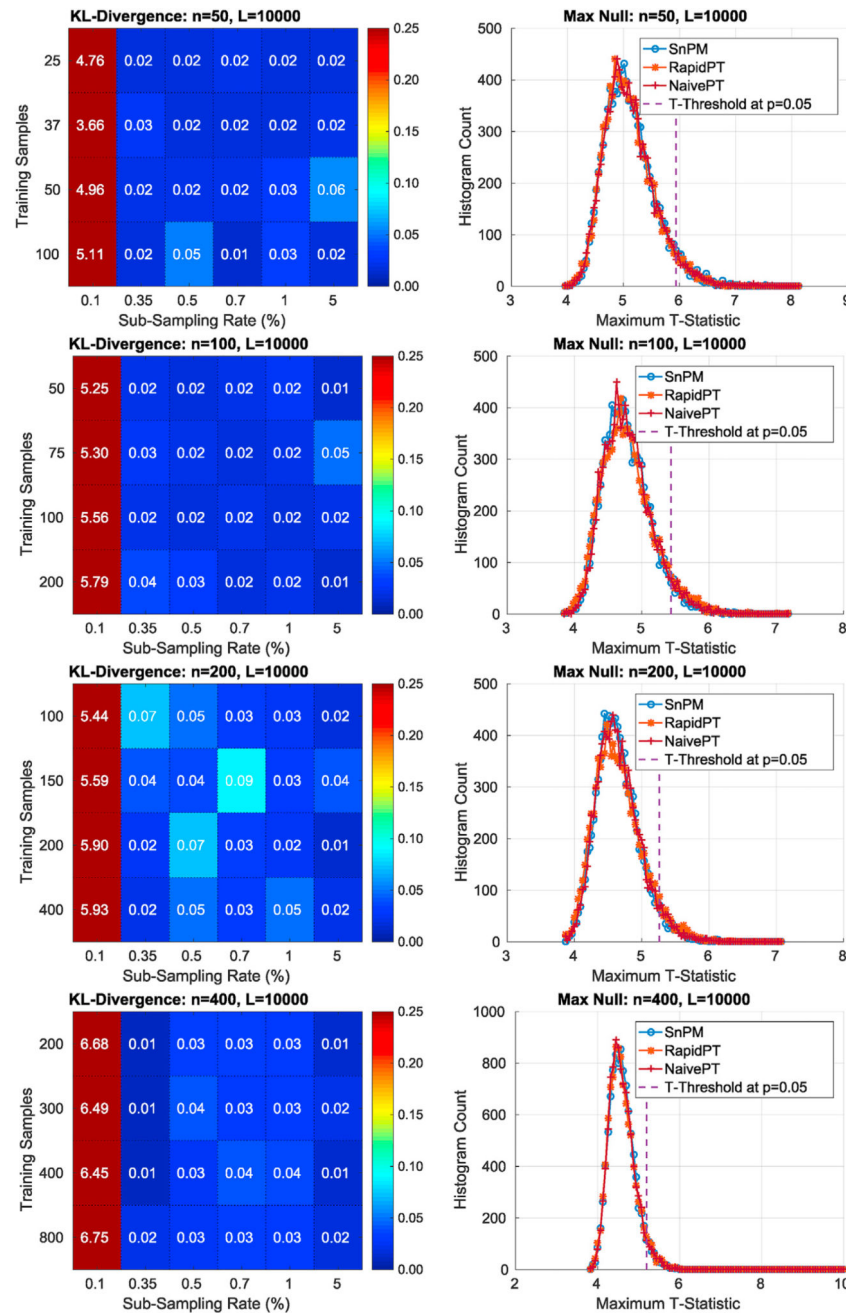 KL-Divergence: n=50, L=10000
0.25
25 4.76 0.02 0.02 0.02 0.02 0.02
0.20
37 3.66 0.03 0.02 0.02 0.02 0.02
0.15
Training Samples
0.10
50 4.96 0.02 0.02 0.02 0.03 0.06
0.05
100 5.11 0.02 0.05 0.01 0.03 0.02
0.00
0.1 0.35 0.5 0.7 1 5
Sub-Sampling Rate (%)
Max Null: n=50, L=10000
500
400
300
200
100
0
Histogram Count
SnPM
RapidPT
NaivePT
T-Threshold at p=0.05
3 4 5 6 7 8 9
Maximum T-Statistic
KL-Divergence: n=100, L=10000
0.25
50 5.25 0.02 0.02 0.02 0.02 0.01
0.20
75 5.30 0.03 0.02 0.02 0.02 0.05
0.15
Training Samples
0.10
100 5.56 0.02 0.02 0.02 0.02 0.02
0.05
200 5.79 0.04 0.03 0.02 0.02 0.01
0.00
0.1 0.35 0.5 0.7 1 5
Sub-Sampling Rate (%)
Max Null: n=100, L=10000
500
400
300
200
100
0
Histogram Count
SnPM
RapidPT
NaivePT
T-Threshold at p=0.05
3 4 5 6 7 8
Maximum T-Statistic
KL-Divergence: n=200, L=10000
0.25
100 5.44 0.07 0.05 0.03 0.03 0.02
0.20
150 5.59 0.04 0.04 0.09 0.03 0.04
0.15
Training Samples
0.10
200 5.90 0.02 0.07 0.03 0.02 0.01
0.05
400 5.93 0.02 0.05 0.03 0.05 0.02
0.00
0.1 0.35 0.5 0.7 1 5
Sub-Sampling Rate (%)
Max Null: n=200, L=10000
500
400
300
200
100
0
Histogram Count
SnPM
RapidPT
NaivePT
T-Threshold at p=0.05
3 4 5 6 7 8
Maximum T-Statistic
KL-Divergence: n=400, L=10000
0.25
200 6.68 0.01 0.03 0.03 0.03 0.01
0.20
300 6.49 0.01 0.04 0.03 0.03 0.02
0.15
Training Samples
0.10
400 6.45 0.01 0.03 0.04 0.04 0.01
0.05
800 6.75 0.02 0.03 0.03 0.03 0.02
0.00
0.1 0.35 0.5 0.7 1 5
Sub-Sampling Rate (%)
Max Null: n=400, L=10000
1000
800
600
400
200
0
Histogram Count
SnPM
RapidPT
NaivePT
T-Threshold at p=0.05
2 4 6 8 10
Maximum T-Statistic